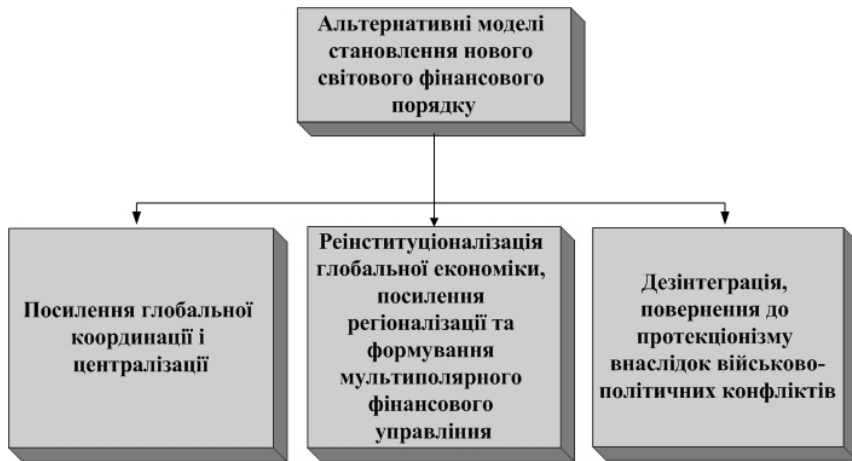 Альтернативні моделі
становлення нового
світового фінансового
порядку
Посилення глобальної
координації і
централізації
Реінституціоналізація
глобальної економіки,
посилення
регіоналізації та
формування
мультиполярного
фінансового
управління
Дезінтеграція,
повернення до
протекціонізму
внаслідок військово-
політичних конфліктів